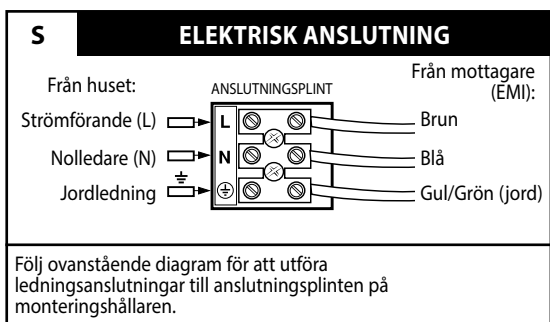 S ELEKTRISK ANSLUTNING
Från huset:
ANSLUTNINGSPLINT
Från mottagare
(EMI):
Strömförande (L)
L
Brun
Nolledare (N)
N
Blå
Jordledning
Gul/Grön (jord)
Följ ovanstående diagram för att utföra
ledningsanslutningar till anslutningsplinten på
monteringshållaren.